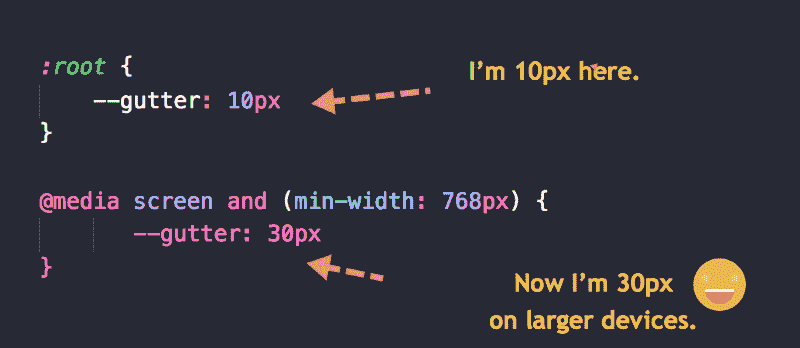 :root {
I'm 10px here.
--gutter: 10px
}
@media screen and (min-width: 768px) {
--gutter: 30px
}
Now I'm 30px
on larger devices.